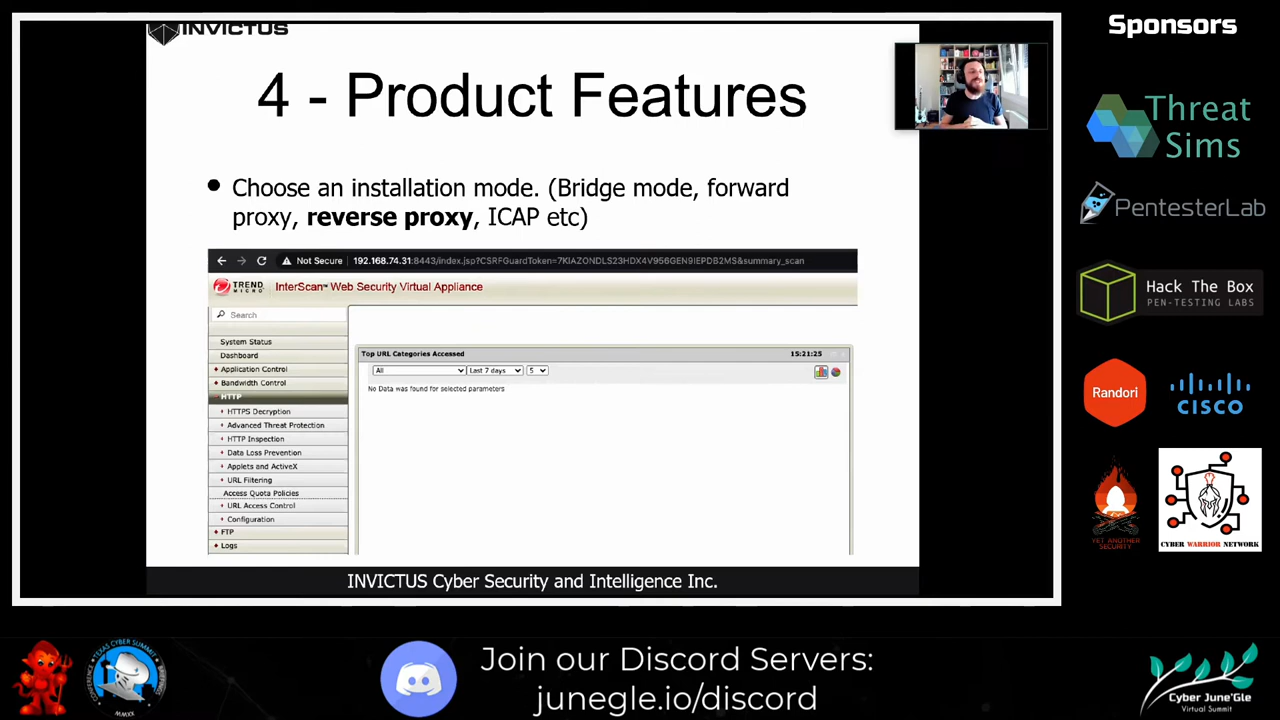 INVICTUS
Sponsors
4 - Product Features
Threat
Sims
Choose an installation mode. (Bridge mode, forward
proxy, reverse proxy, ICAP etc)
PentesterLab
Not Secure 192.168.74.31:8443/index.jsp?CSRFGuardToken=7KIAZONDLS23HDX4V956GEN9IEPDB2MS&summary_scan
TREND MICRO InterScan™ Web Security Virtual Appliance
Search
System Status
Dashboard
Application Control
Bandwidth Control
HTTP
HTTPS Decryption
Advanced Threat Protection
HTTP Inspection
Data Loss Prevention
Applets and ActiveX
URL Filtering
Access Quota Policies
URL Access Control
Configuration
FTP
Logs
Top URL Categories Accessed 15:21:25
All Last 7 days 5
No Data was found for selected parameters
Hack The Box
PEN-TESTING LABS
Randori
CISCO
YET ANOTHER
SECURITY
CYBER WARRIOR NETWORK
INVICTUS Cyber Security and Intelligence Inc.
TEXAS CYBER SUMMIT
CONFERENCE
MMXX
Join our Discord Servers:
junegle.io/discord
Cyber June'Gle
Virtual Summit